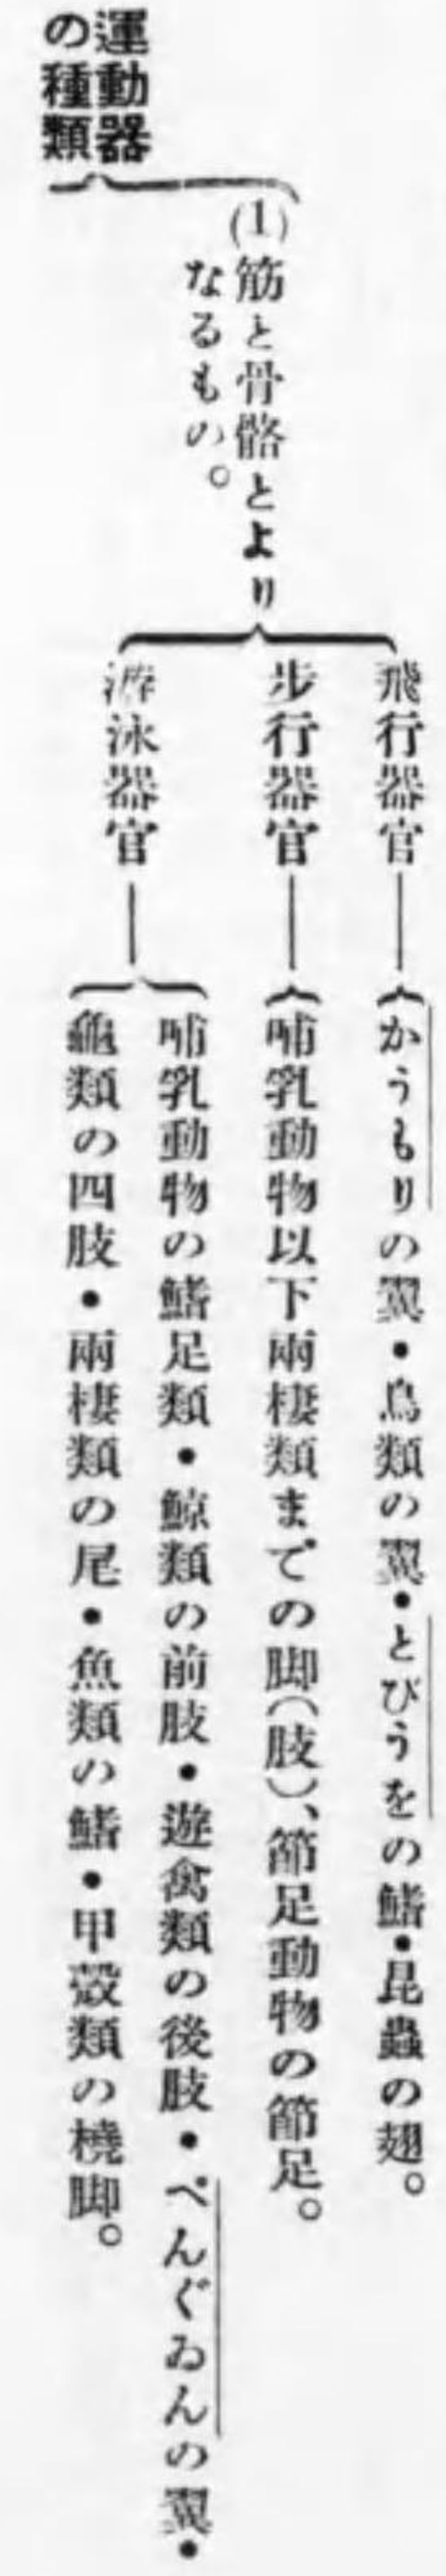 運動器
の種類
(1)筋と骨骼とより
なるもの。
飛行器官
かうもりの翼・鳥類の翼・とびうをの鰭・昆蟲の翅。
步行器官
哺乳動物以下兩棲類までの脚(肢)、節足動物の節足。
游泳器官
哺乳動物の鰭足類・鯨類の前肢・遊禽類の後肢・ぺんぐゐんの翼・
龜類の四肢・兩棲類の尾・魚類の鰭・甲殼類の橈脚。